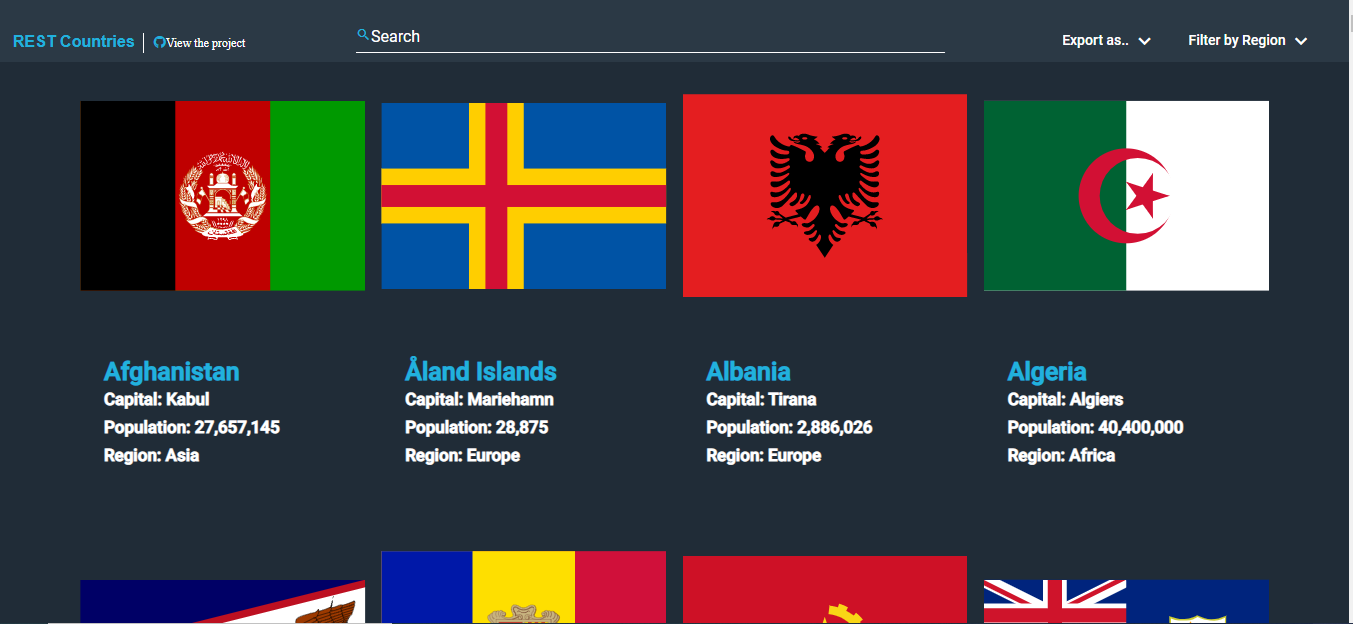 REST Countries
View the project
Search
Export as..
Filter by Region
Afghanistan
Capital: Kabul
Population: 27,657,145
Region: Asia
Åland Islands
Capital: Mariehamn
Population: 28,875
Region: Europe
Albania
Capital: Tirana
Population: 2,886,026
Region: Europe
Algeria
Capital: Algiers
Population: 40,400,000
Region: Africa